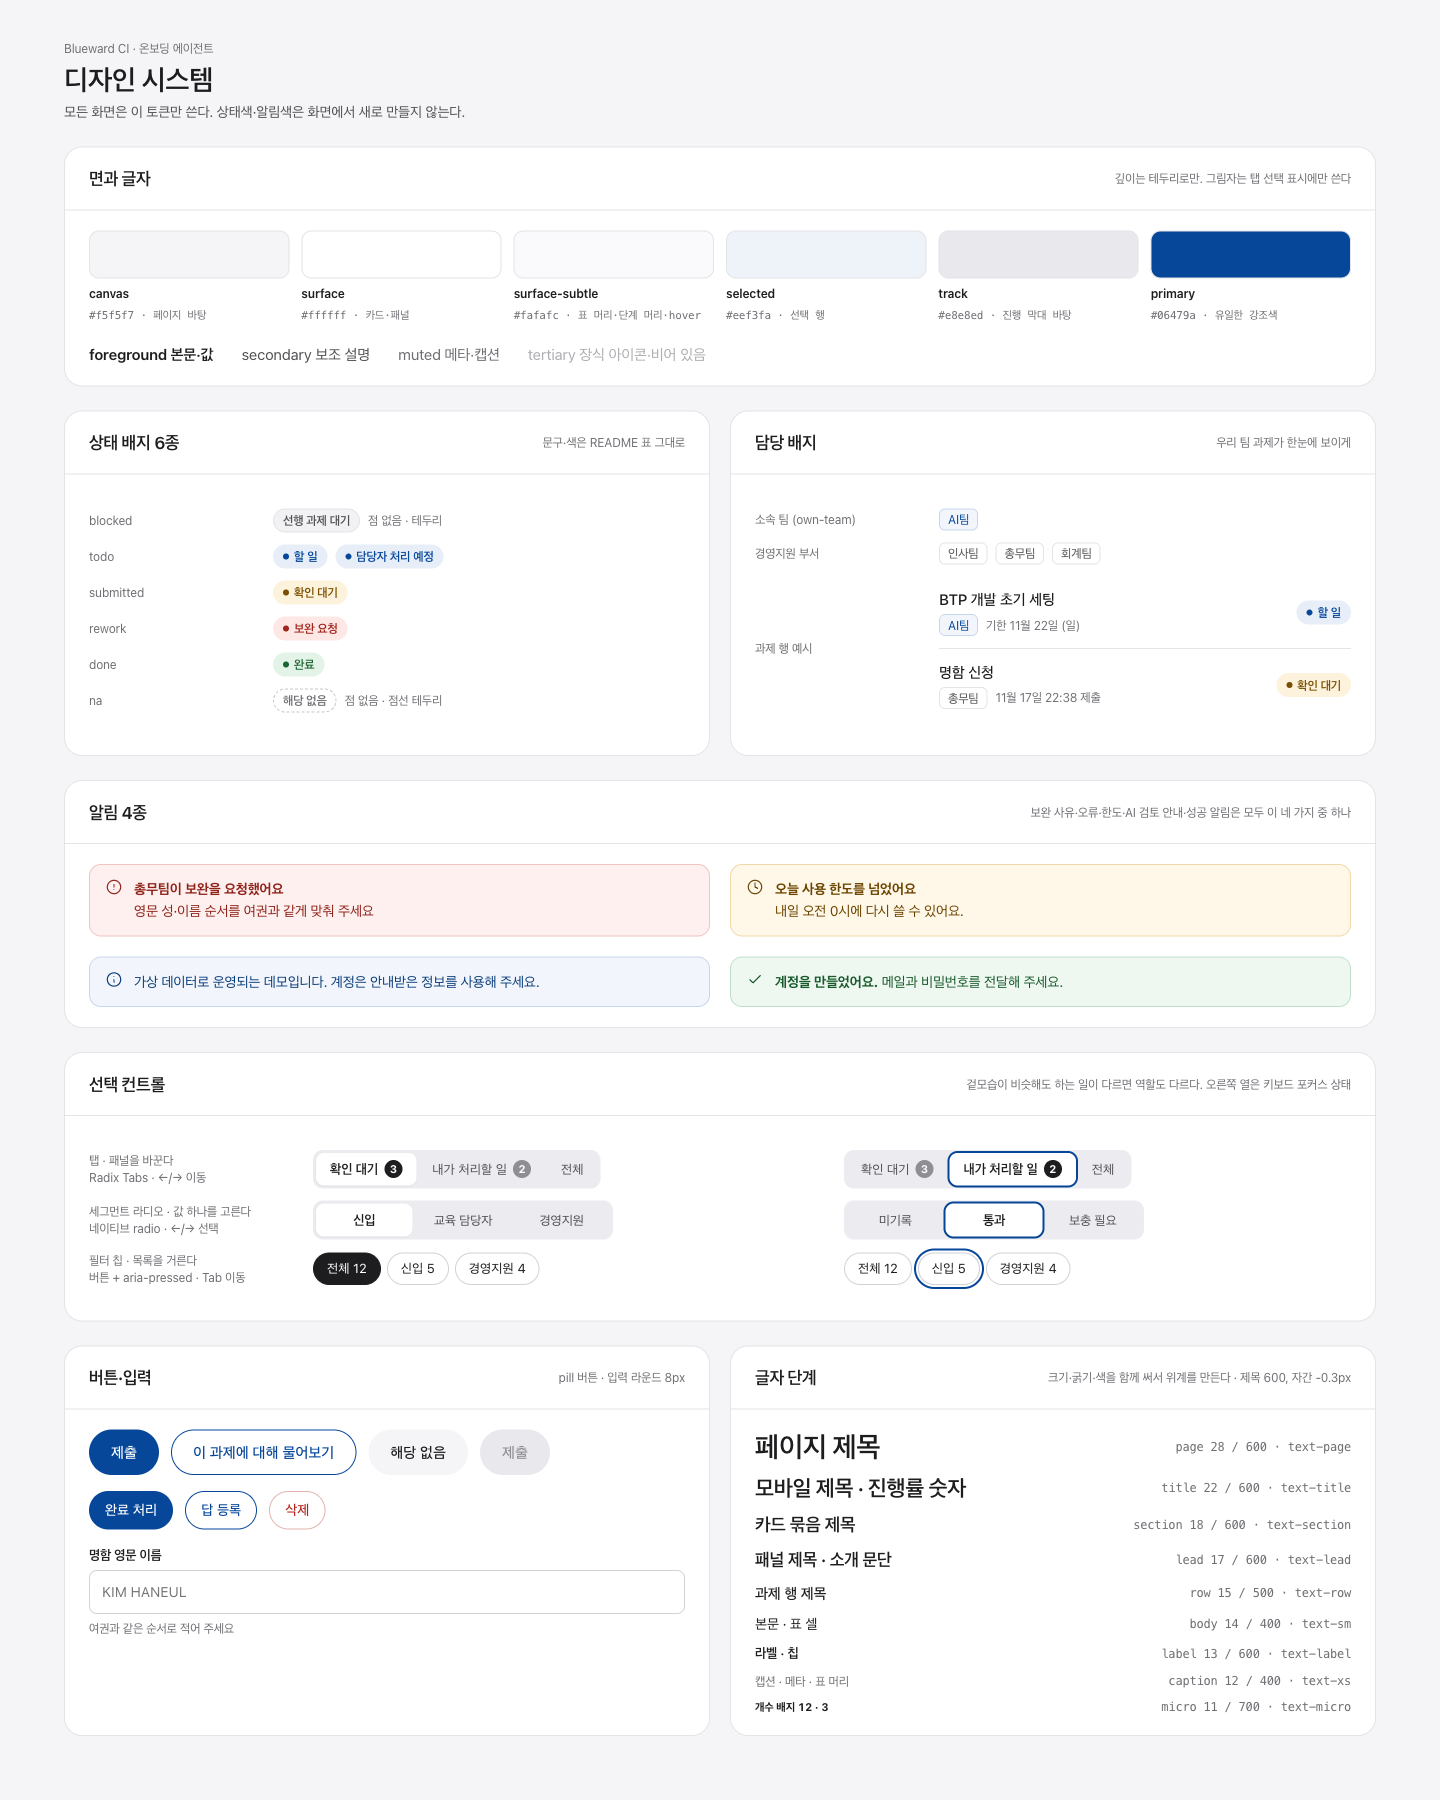 Blueward CI · 온보딩 에이전트
디자인 시스템
모든 화면은 이 토큰만 쓴다. 상태색·알림색은 화면에서 새로 만들지 않는다.
면과 글자
깊이는 테두리로만. 그림자는 탭 선택 표시에만 쓴다
canvas
#f5f5f7 · 페이지 바탕
surface
#ffffff · 카드·패널
surface-subtle
#fafafc · 표 머리·단계 머리·hover
selected
#eef3fa · 선택 행
track
#e8e8ed · 진행 막대 바탕
primary
#06479a · 유일한 강조색
foreground 본문·값
secondary 보조 설명
muted 메타·캡션
tertiary 장식 아이콘·비어 있음
상태 배지 6종
문구·색은 README 표 그대로
blocked
선행 과제 대기
점 없음 · 테두리
todo
할 일
담당자 처리 예정
submitted
확인 대기
rework
보완 요청
done
완료
na
해당 없음
점 없음 · 점선 테두리
담당 배지
우리 팀 과제가 한눈에 보이게
소속 팀 (own-team)
AI팀
경영지원 부서
인사팀
총무팀
회계팀
과제 행 예시
BTP 개발 초기 세팅
AI팀
기한 11월 22일 (일)
할 일
명함 신청
총무팀
11월 17일 22:38 제출
확인 대기
알림 4종
보완 사유·오류·한도·AI 검토 안내·성공 알림은 모두 이 네 가지 중 하나
총무팀이 보완을 요청했어요
영문 성·이름 순서를 여권과 같게 맞춰 주세요
오늘 사용 한도를 넘었어요
내일 오전 0시에 다시 쓸 수 있어요.
가상 데이터로 운영되는 데모입니다. 계정은 안내받은 정보를 사용해 주세요.
계정을 만들었어요. 메일과 비밀번호를 전달해 주세요.
선택 컨트롤
겉모습이 비슷해도 하는 일이 다르면 역할도 다르다. 오른쪽 열은 키보드 포커스 상태
탭 · 패널을 바꾼다
Radix Tabs · ←/→ 이동
확인 대기 3
내가 처리할 일 2
전체
확인 대기 3
내가 처리할 일 2
전체
세그먼트 라디오 · 값 하나를 고른다
네이티브 radio · ←/→ 선택
신입
교육 담당자
경영지원
미기록
통과
보충 필요
필터 칩 · 목록을 거른다
버튼 + aria-pressed · Tab 이동
전체 12
신입 5
경영지원 4
전체 12
신입 5
경영지원 4
버튼·입력
pill 버튼 · 입력 라운드 8px
제출
이 과제에 대해 물어보기
해당 없음
제출
완료 처리
답 등록
삭제
명함 영문 이름
KIM HANEUL
여권과 같은 순서로 적어 주세요
글자 단계
크기·굵기·색을 함께 써서 위계를 만든다 · 제목 600, 자간 -0.3px
페이지 제목
page 28 / 600 · text-page
모바일 제목 · 진행률 숫자
title 22 / 600 · text-title
카드 묶음 제목
section 18 / 600 · text-section
패널 제목 · 소개 문단
lead 17 / 600 · text-lead
과제 행 제목
row 15 / 500 · text-row
본문 · 표 셀
body 14 / 400 · text-sm
라벨 · 칩
label 13 / 600 · text-label
캡션 · 메타 · 표 머리
caption 12 / 400 · text-xs
개수 배지 12 · 3
micro 11 / 700 · text-micro